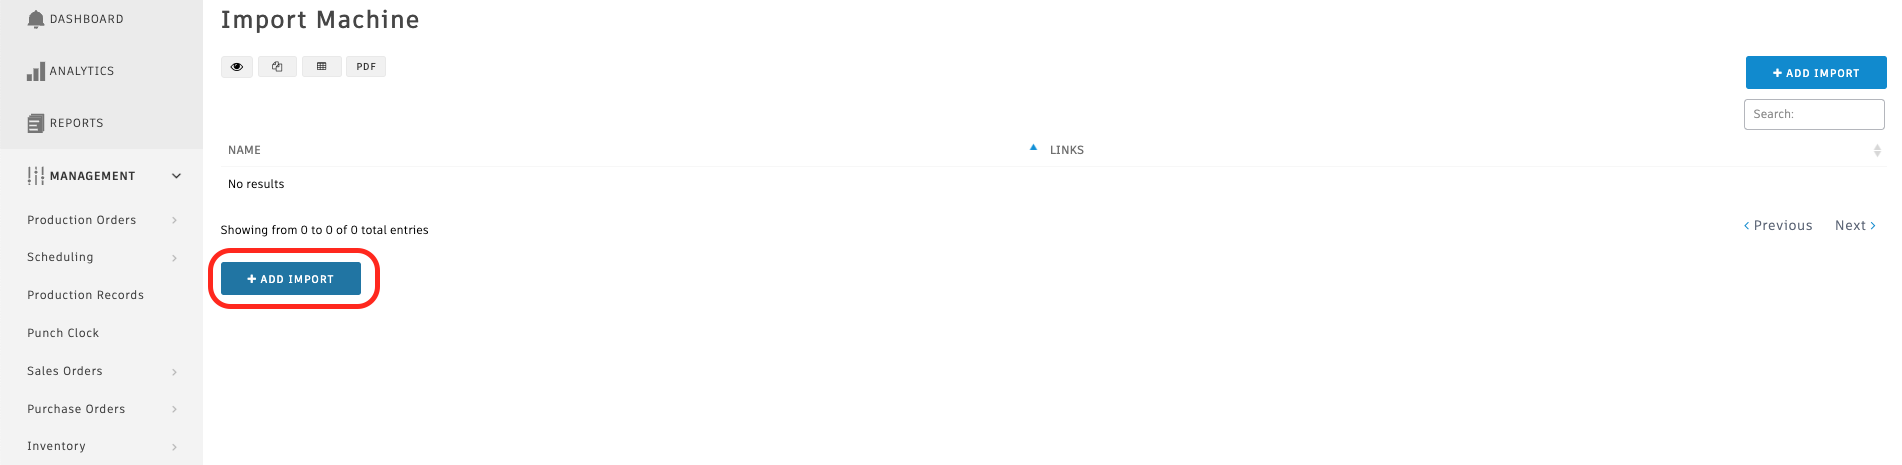 DASHBOARD
ANALYTICS
REPORTS
MANAGEMENT
Production Orders
Scheduling
Production Records
Punch Clock
Sales Orders
Purchase Orders
Inventory
Import Machine
PDF
+ ADD IMPORT
Search:
NAME LINKS
No results
Showing from 0 to 0 of 0 total entries
‹ Previous Next ›
+ ADD IMPORT